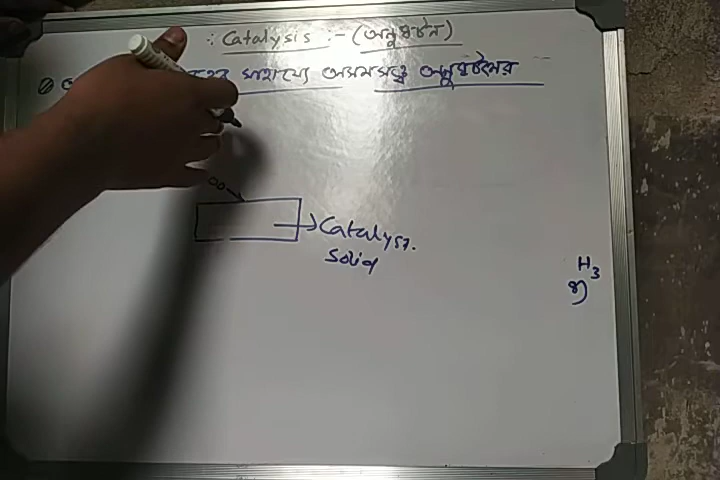 : Catalysis :- (অনুঘটন)
সাহায্যে অসমসত্ত্ব অনুঘটনের
Catalyst.
Solid
H3